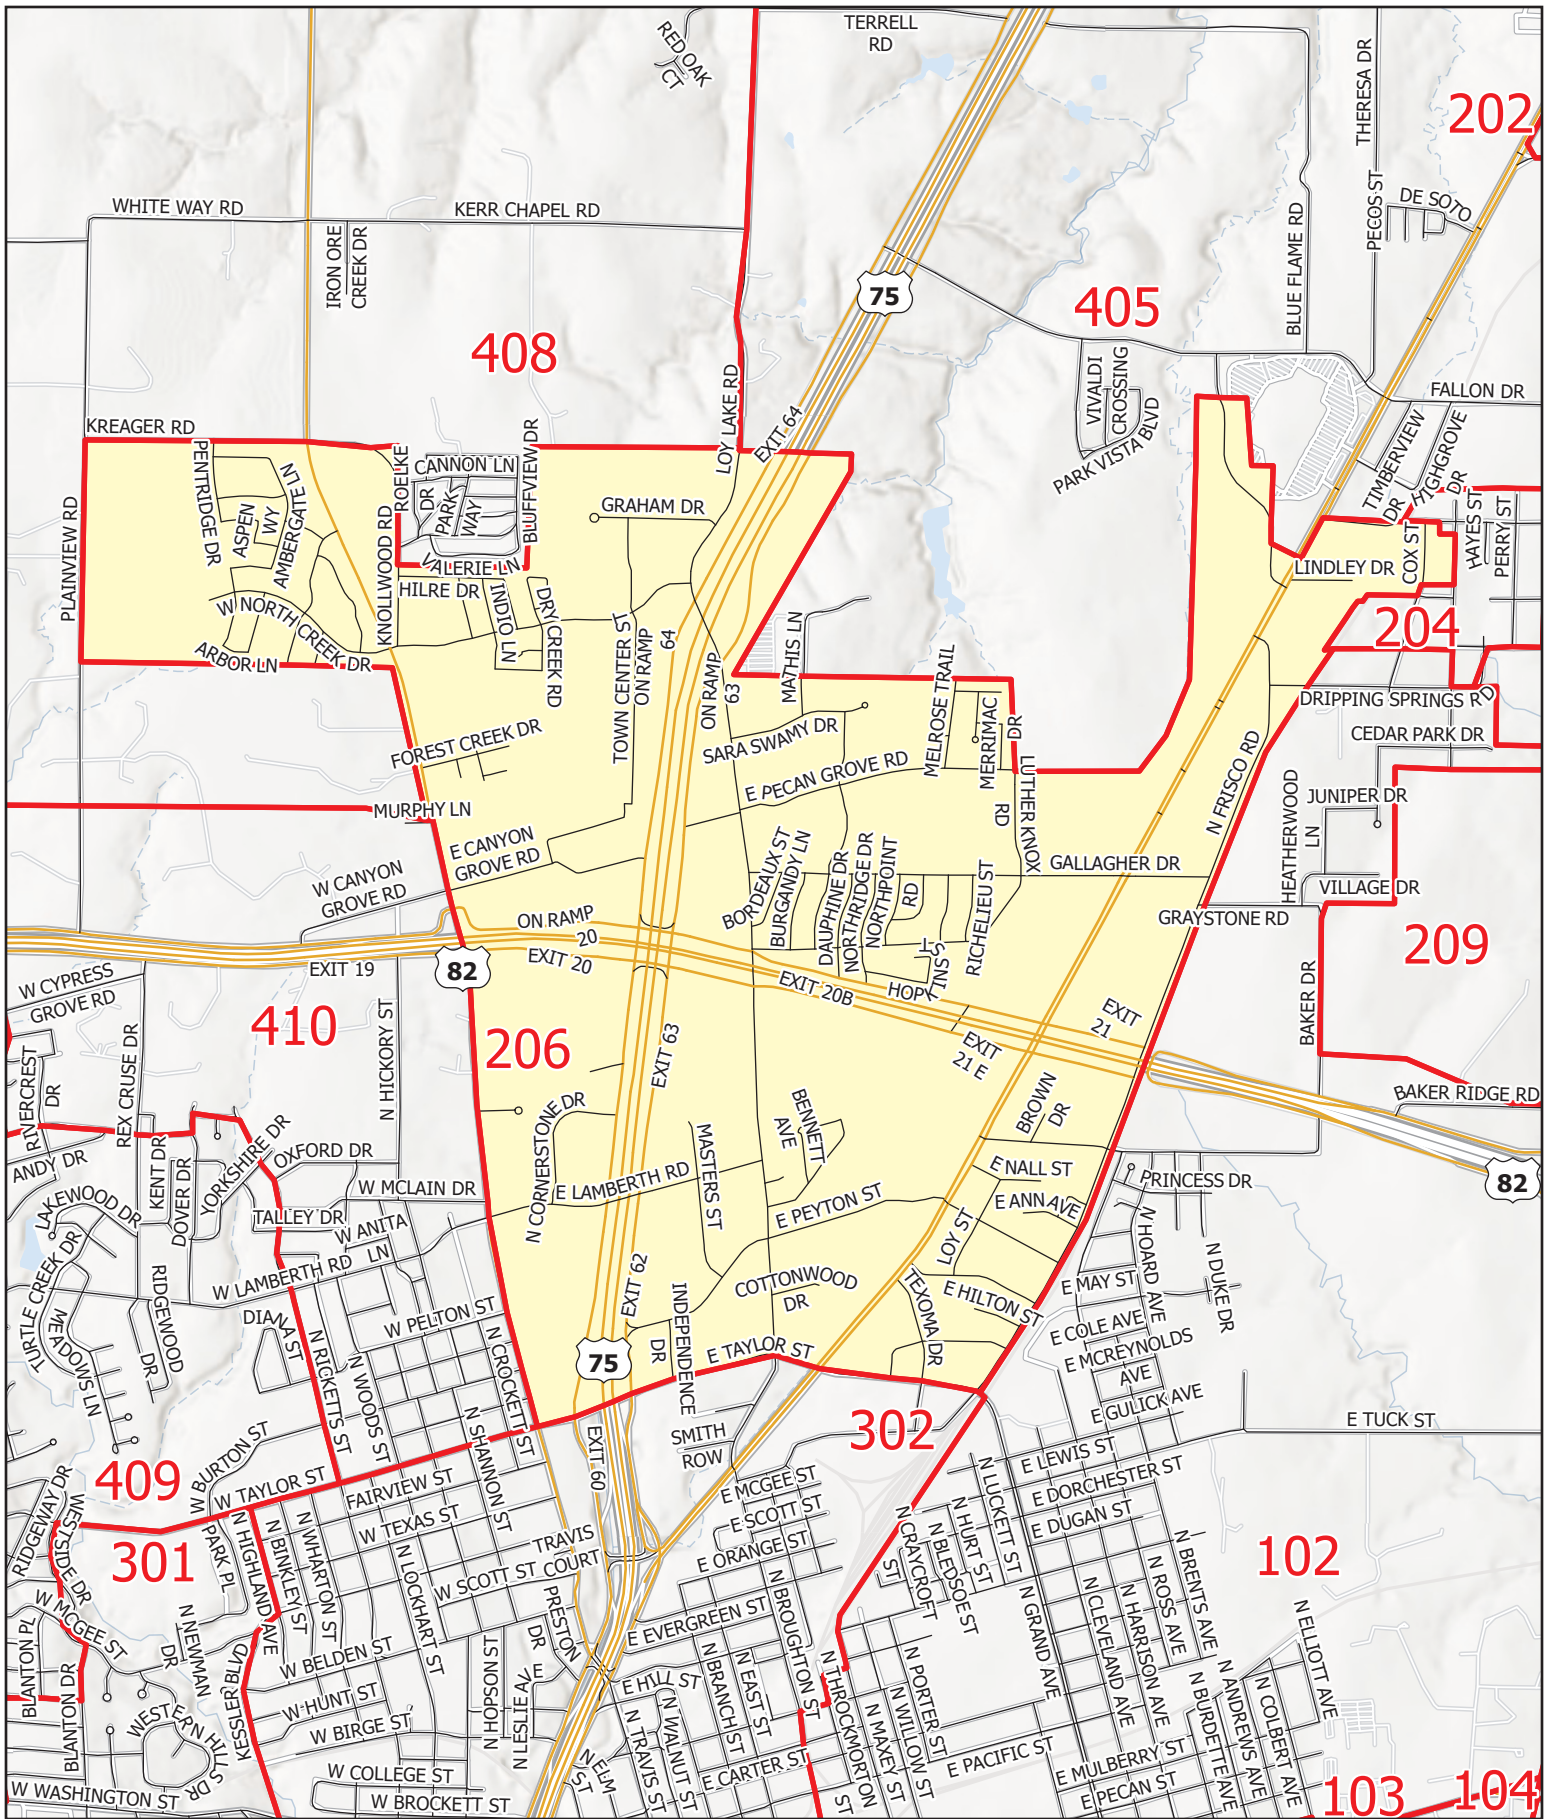 TERRELL
RD
RED OAK
CT
THERESA DR
202
WHITE WAY RD
KERR CHAPEL RD
IRON ORE
CREEK DR
BLUE FLAME RD
PECOS ST
DE SOTO
75
405
408
LOY LAKE RD
EXIT 64
VIVALDI
CROSSING
PARK VISTA BLVD
FALLON DR
TIMBERVIEW
DR
HIGHGROVE
DR
KREAGER RD
PENTRIDGE DR
ASPEN
WY
AMBERGATE LN
ROELKE
DR
CANNON LN
PARK
WAY
BLUFFVIEW DR
VALERIE LN
GRAHAM DR
PLAINVIEW RD
KNOLLWOOD RD
HILRE DR
INDIO LN
DRY CREEK RD
W NORTH CREEK DR
ARBOR LN
TOWN CENTER ST
ON RAMP
64
ON RAMP
63
MATHIS LN
LINDLEY DR
COX ST
HAYES ST
PERRY ST
204
DRIPPING SPRINGS RD
CEDAR PARK DR
FOREST CREEK DR
SARA SWAMY DR
MELROSE TRAIL
MERRIMAC
DR
E PECAN GROVE RD
LUTHER KNOX
RD
N FRISCO RD
HEATHERWOOD
LN
JUNIPER DR
MURPHY LN
E CANYON
GROVE RD
W CANYON
GROVE RD
BORDEAUX ST
BURGANDY LN
DAUPHINE DR
NORTHRIDGE DR
NORTHPOINT
RD
RICHELIEU ST
GALLAGHER DR
VILLAGE DR
GRAYSTONE RD
209
ON RAMP
20
EXIT 20
EXIT 19
82
EXIT 20B
EXIT
21
EXIT
21 E
BAKER DR
BAKER RIDGE RD
82
W CYPRESS
GROVE RD
410
206
N HICKORY ST
REX CRUSE DR
RIVERCREST
DR
EXIT 63
BROWN
DR
BENNETT
AVE
N CORNERSTONE DR
ANDY DR
KENT DR
DOVER DR
YORKSHIRE DR
OXFORD DR
LAKEWOOD DR
W MCLAIN DR
TALLEY DR
W ANITA
LN
W LAMBERTH RD
E LAMBERTH RD
MASTERS ST
E PEYTON ST
E NALL ST
E ANN AVE
LOY ST
PRINCESS DR
N HOARD AVE
N DUKE DR
TURTLE CREEK DR
MEADOWS LN
RIDGEWOOD
DR
DIANA ST
N RICKETTS ST
N WOODS ST
W PELTON ST
N CROCKETT ST
EXIT 62
INDEPENDENCE
DR
COTTONWOOD
DR
TEXOMA DR
E HILTON ST
E MAY ST
E COLE AVE
E MCREYNOLDS
AVE
E GULICK AVE
75
E TAYLOR ST
302
E TUCK ST
409
W BURTON ST
W TAYLOR ST
FAIRVIEW ST
N SHANNON ST
EXIT 60
SMITH
ROW
E MCGEE ST
E SCOTT ST
E ORANGE ST
E LEWIS ST
E DORCHESTER ST
E DUGAN ST
N LUCKETT ST
N HURT ST
N BLEDSOE ST
N CRAYCROFT
ST
RIDGEWAY DR
WESTSIDE DR
301
PARK PL
N HIGHLAND AVE
N BINKLEY ST
N WHARTON ST
W TEXAS ST
N LOCKHART ST
W SCOTT ST
TRAVIS
COURT
PRESTON
DR
E EVERGREEN ST
N BROUGHTON ST
N GRAND AVE
N CLEVELAND AVE
N HARRISON AVE
N ROSS AVE
N BRENTS AVE
102
W MCGEE ST
BLANTON PL
BLANTON DR
N NEWMAN
DR
KESSLER BLVD
W BELDEN ST
W HUNT ST
W BIRGE ST
N HOPSON ST
N LESLIE AVE
E HILL ST
N BRANCH ST
N EAST ST
N TRAVIS ST
N WALNUT ST
N ELM
ST
E CARTER ST
N THROCKMORTON
ST
N MAXEY ST
N WILLOW ST
N PORTER ST
E PACIFIC ST
E MULBERRY ST
E PECAN ST
N BURDETTE AVE
N ANDREWS AVE
N COLBERT AVE
N ELLIOTT AVE
WESTERN HILLS DR
W WASHINGTON ST
W COLLEGE ST
W BROCKETT ST
103
104